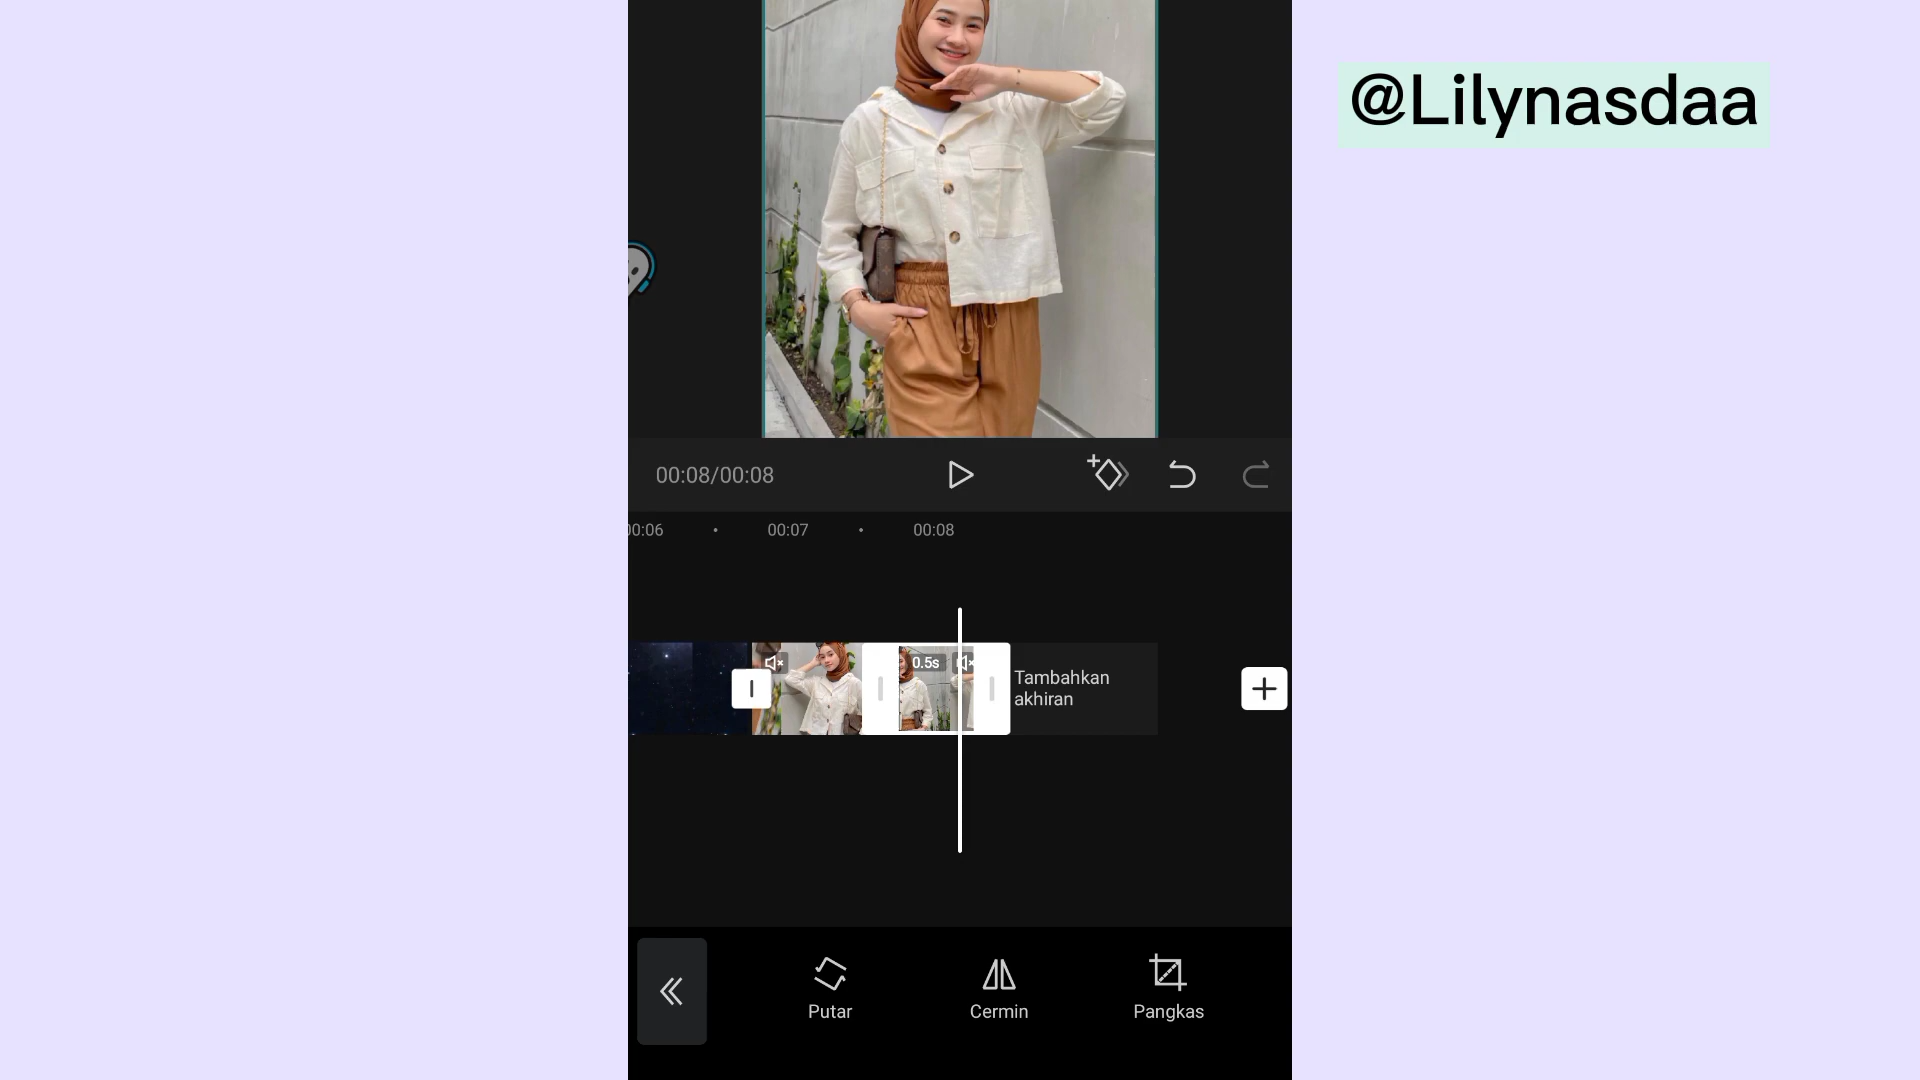 @Lilynasdaa
00:08/00:08
00:06 00:07 00:08
0.5s
Tambahkan
akhiran
Putar Cermin Pangkas